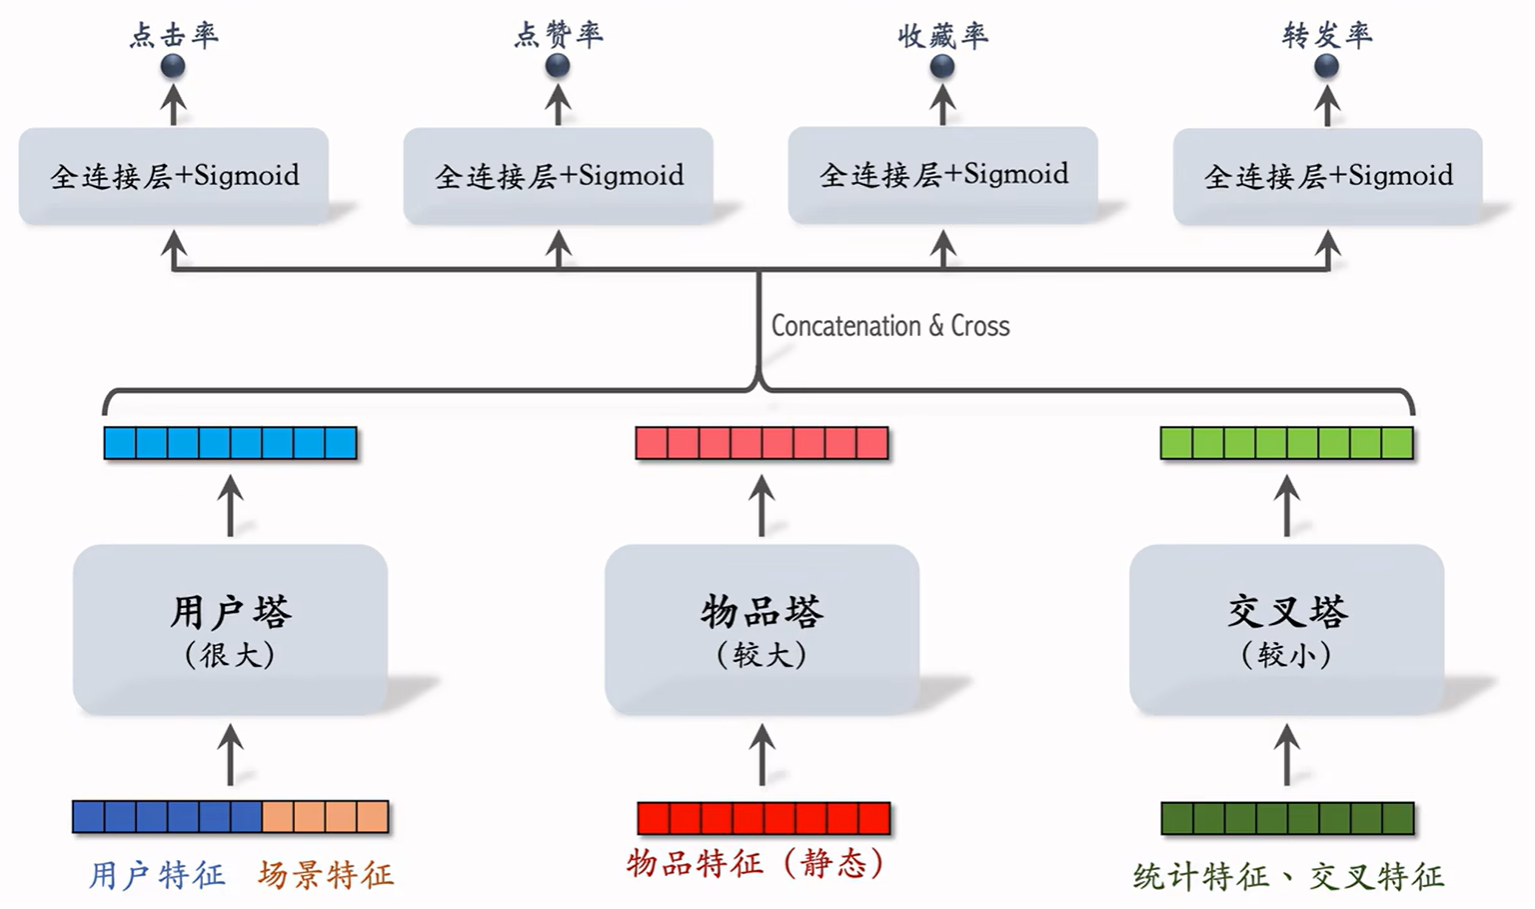 点击率
点赞率
收藏率
转发率
全连接层+Sigmoid
全连接层+Sigmoid
全连接层+Sigmoid
全连接层+Sigmoid
Concatenation & Cross
用户塔
(很大)
物品塔
(较大)
交叉塔
(较小)
用户特征
场景特征
物品特征（静态）
统计特征、交叉特征